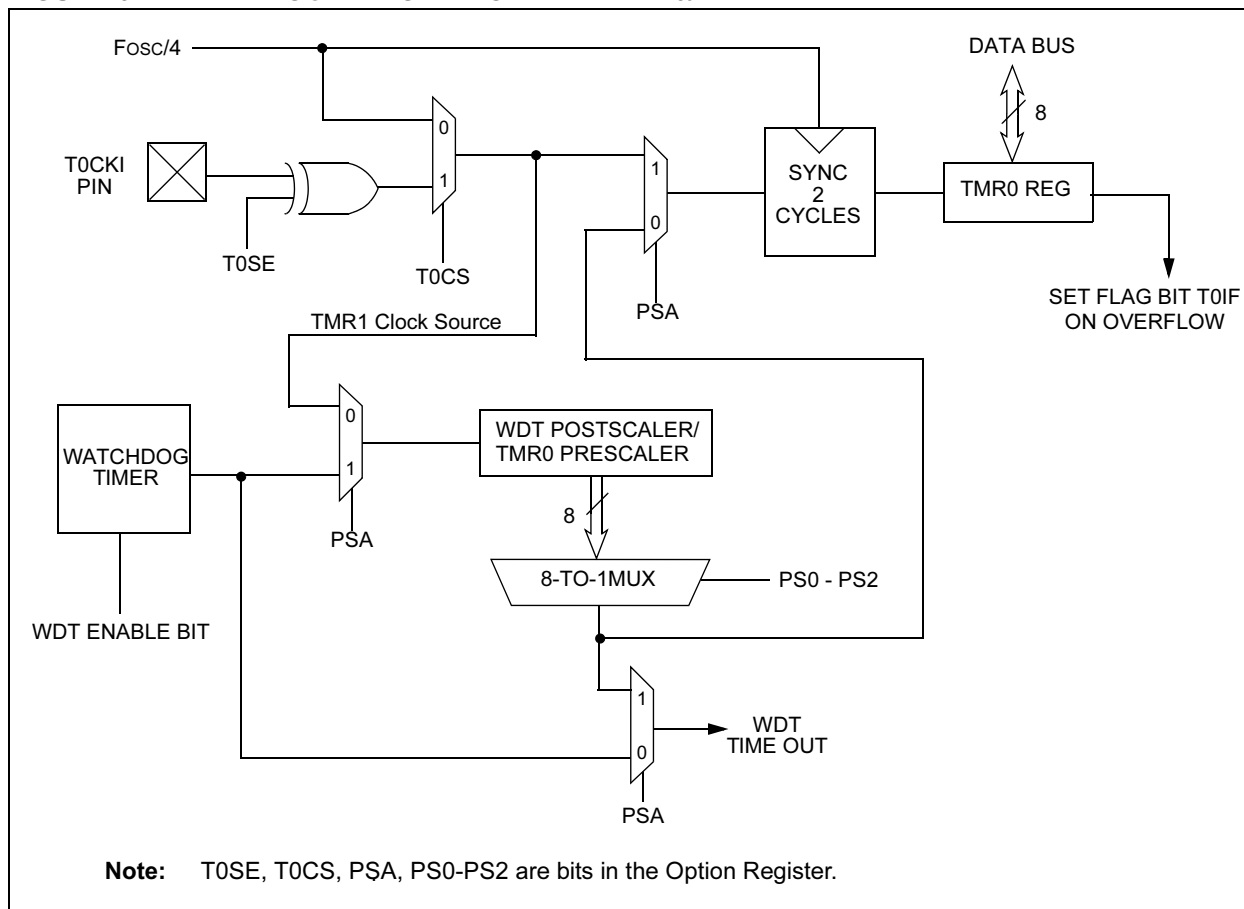 FOSC/4
DATA BUS
8
0
T0CKI
PIN
1
1
SYNC
2
CYCLES
TMR0 REG
0
T0SE
T0CS
PSA
SET FLAG BIT T0IF
ON OVERFLOW
TMR1 Clock Source
0
WATCHDOG
TIMER
WDT POSTSCALER/
TMR0 PRESCALER
1
8
PSA
8-TO-1MUX
PS0 - PS2
WDT ENABLE BIT
1
WDT
TIME OUT
0
PSA
Note: T0SE, T0CS, PSA, PS0-PS2 are bits in the Option Register.